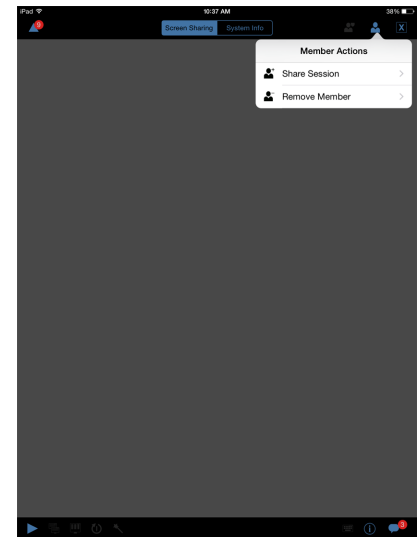 iPad
10:37 AM
38%
9
Screen Sharing
System Info
X
Member Actions
Share Session
Remove Member
3